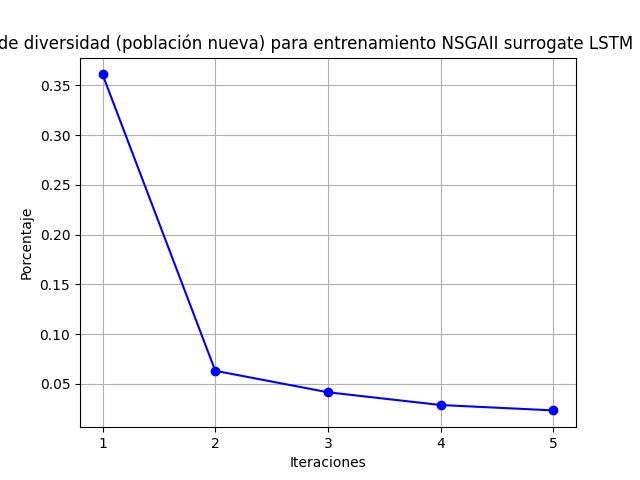 de diversidad (población nueva) para entrenamiento NSGAII surrogate LSTM
0.35
0.30
0.25
0.20
0.15
0.10
0.05
Porcentaje
1 2 3 4 5
Iteraciones